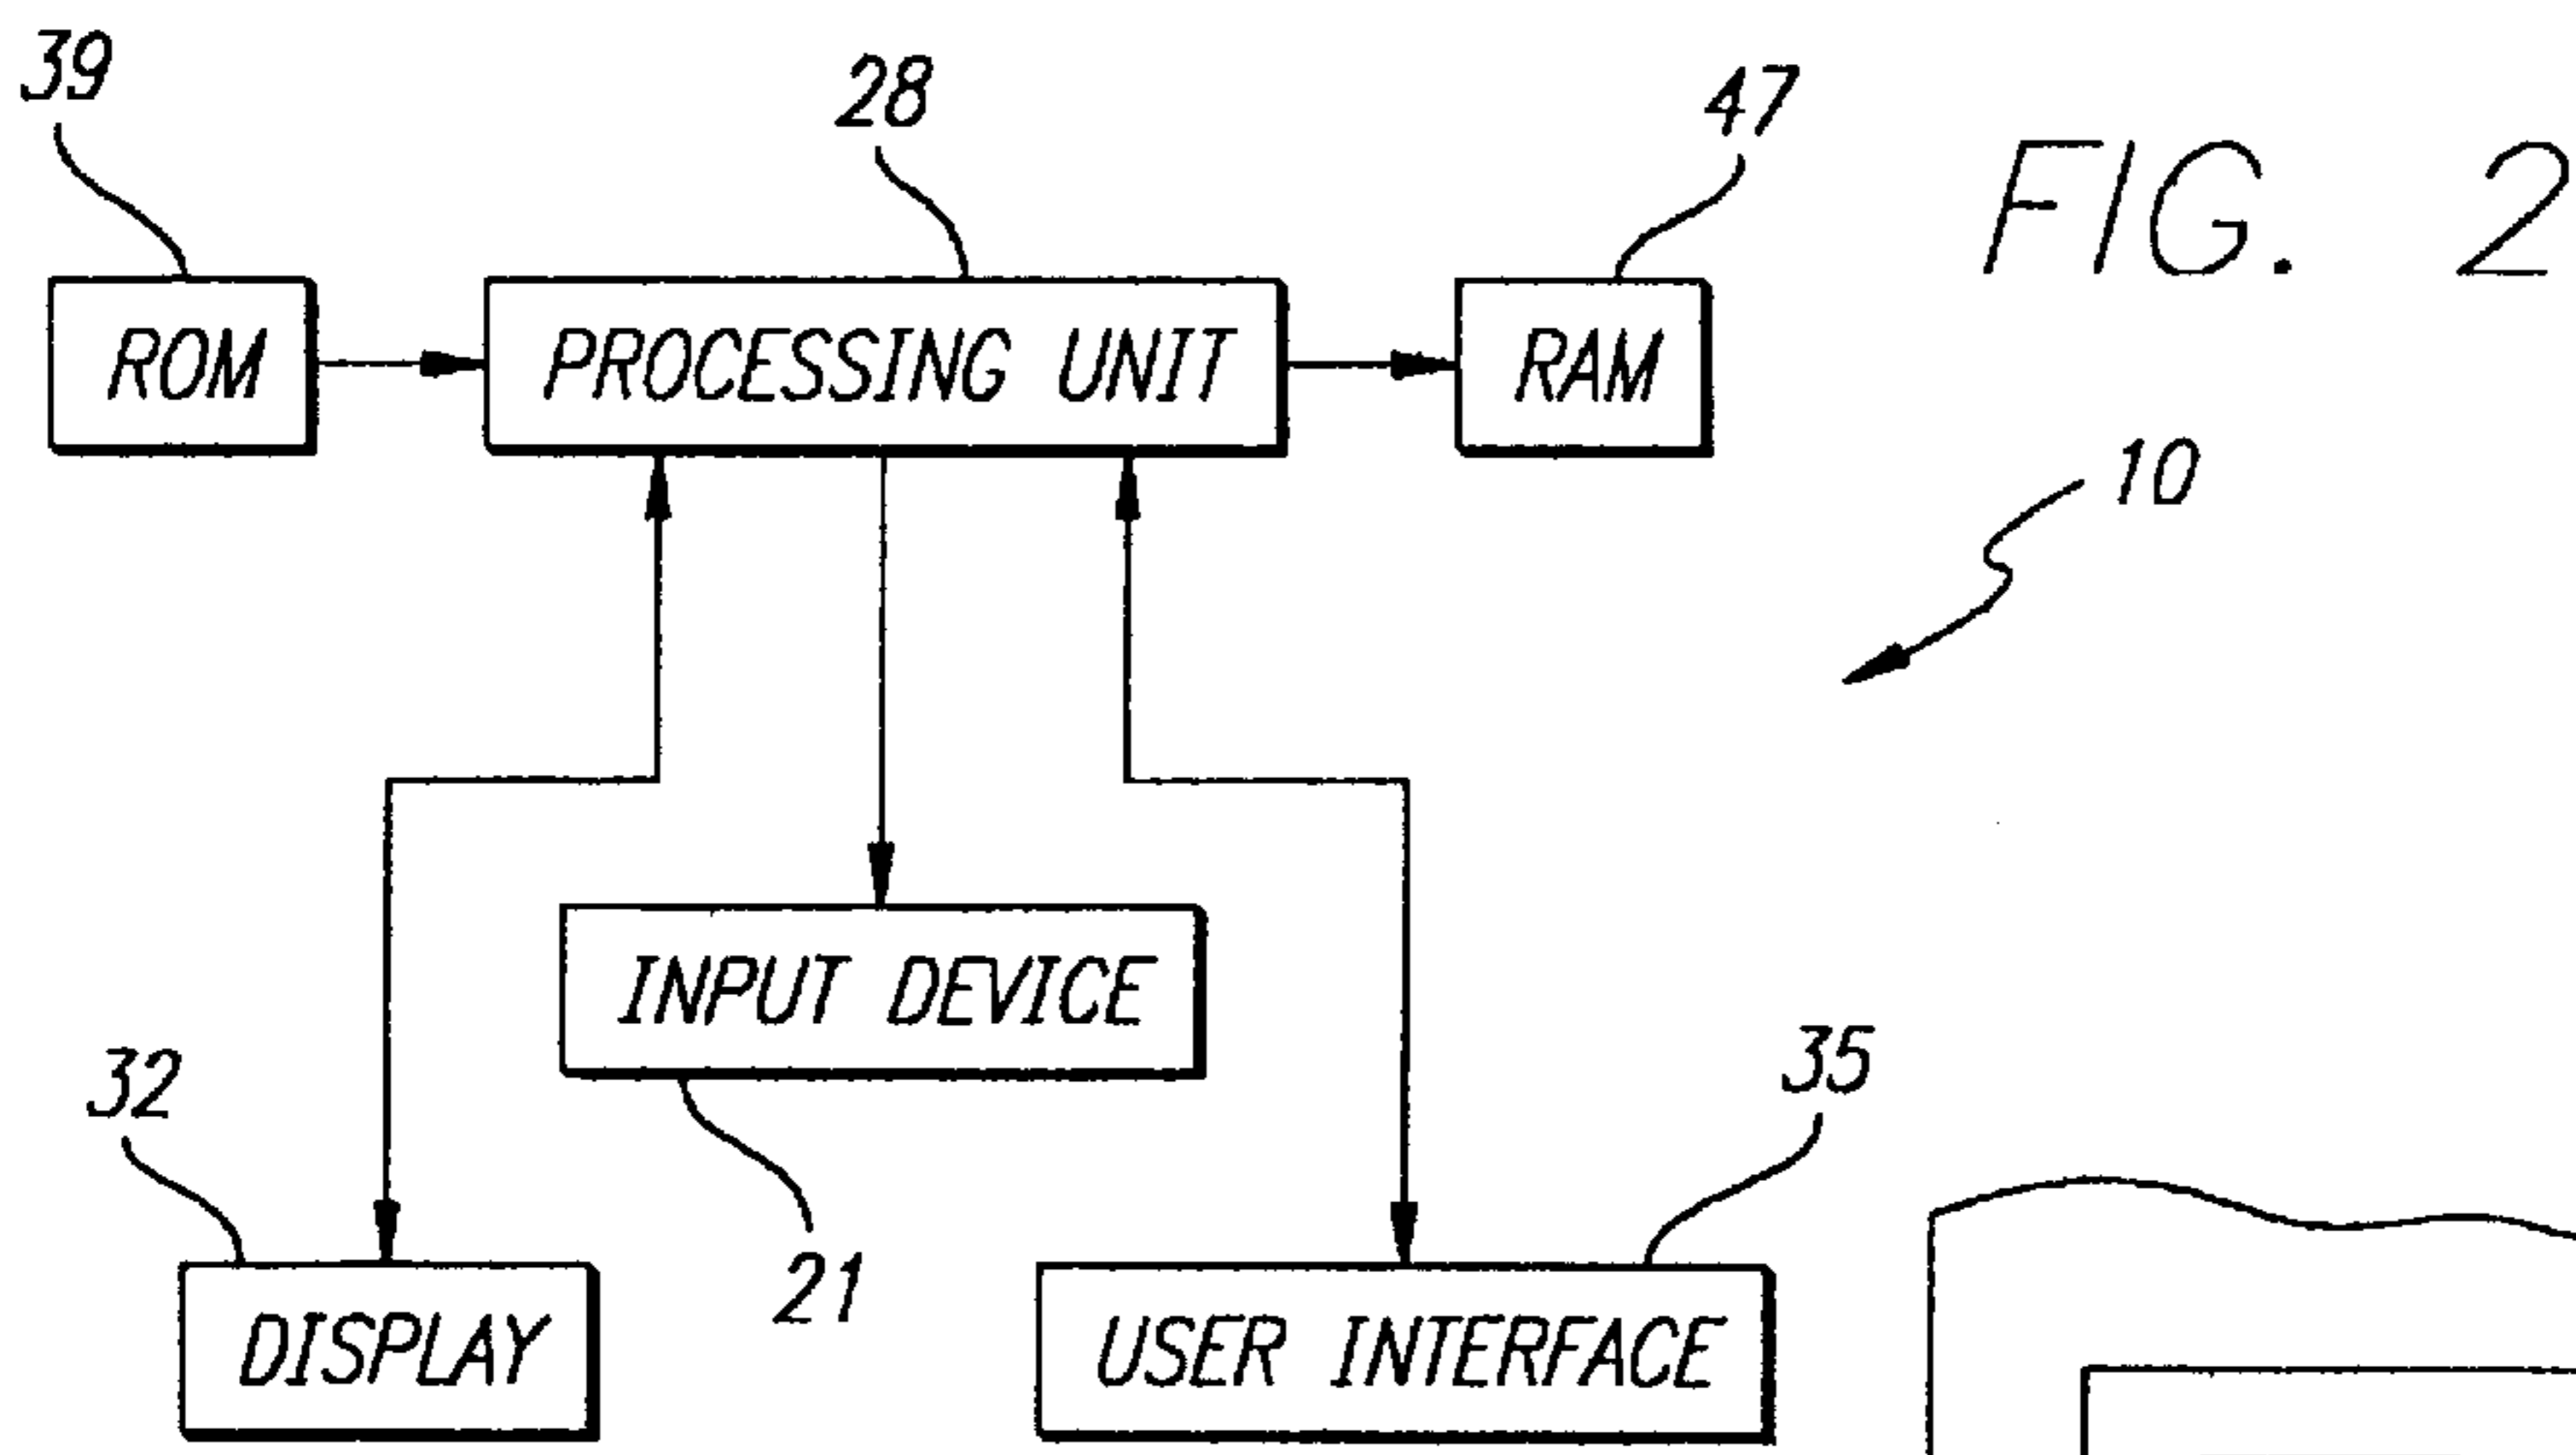 39
28
47
FIG. 2
ROM
PROCESSING UNIT
RAM
10
INPUT DEVICE
32
35
21
DISPLAY
USER INTERFACE